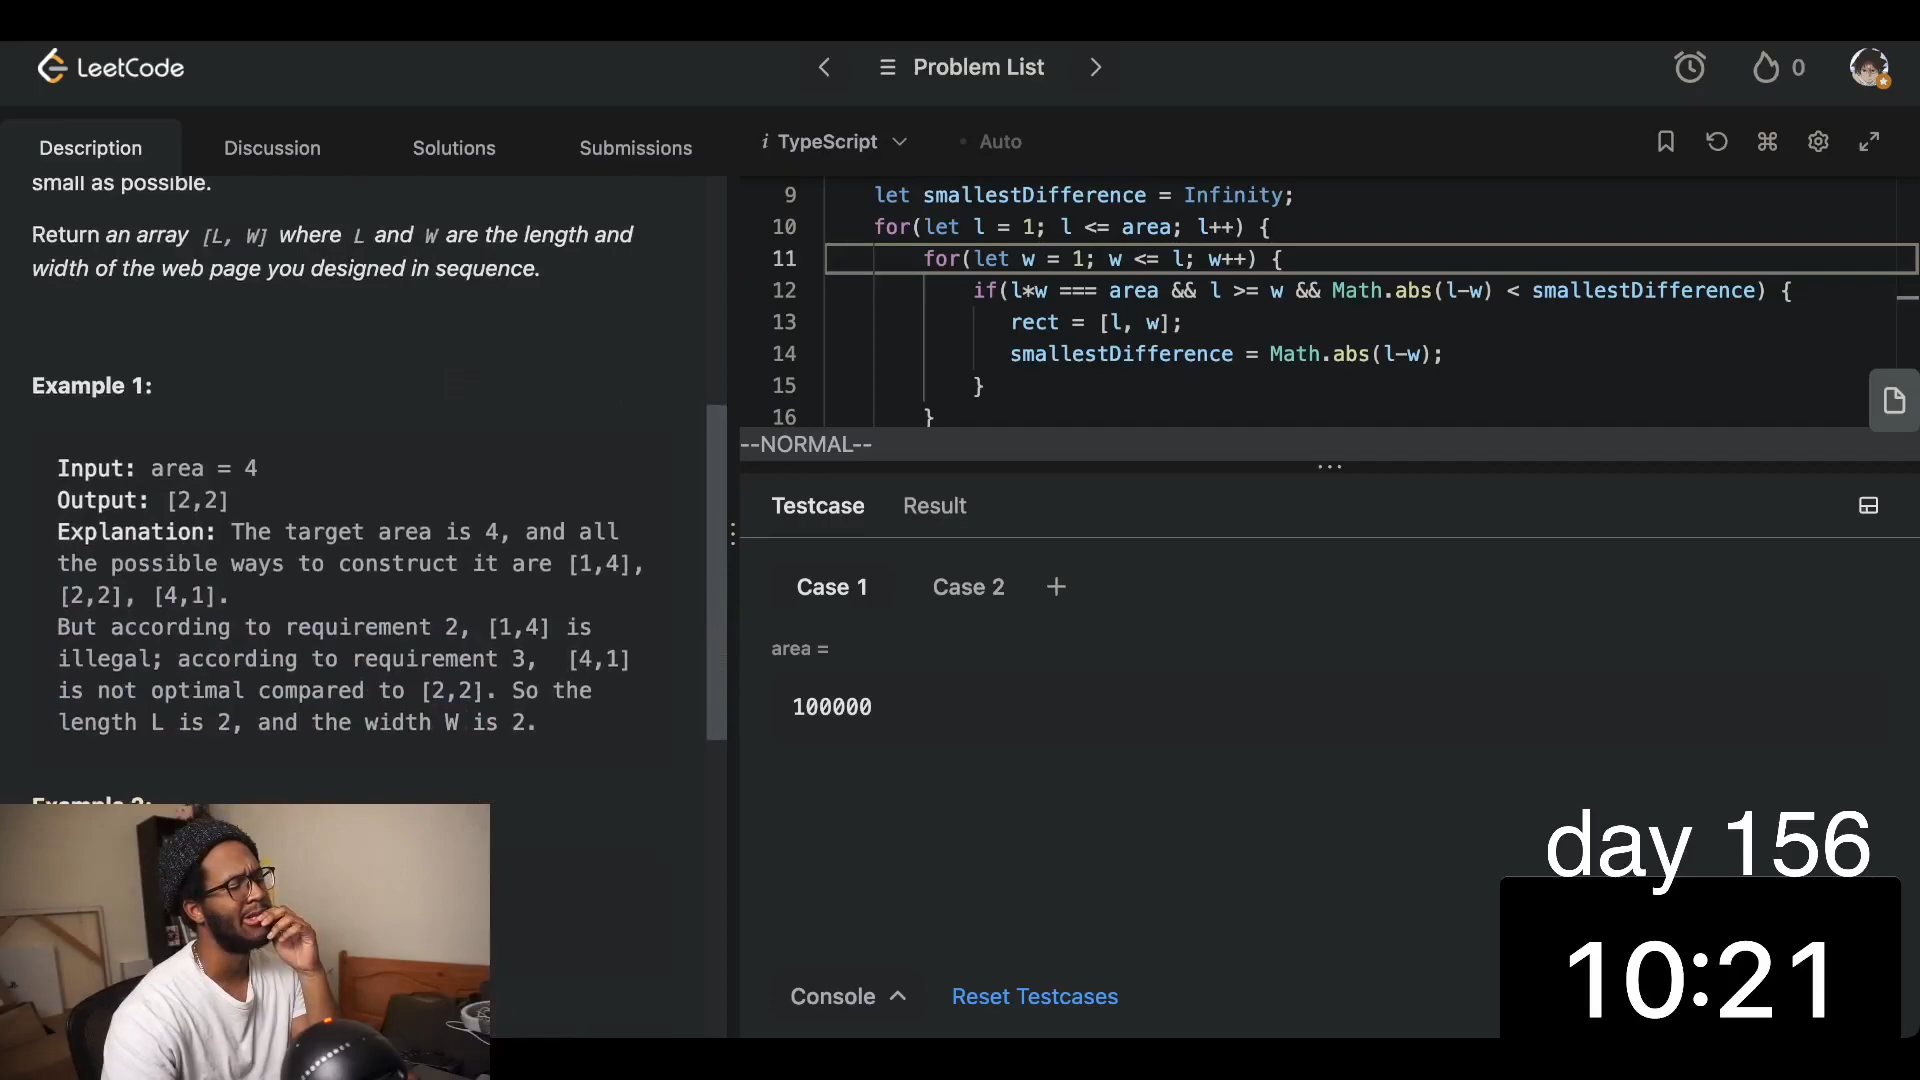 LeetCode
Problem List
0
Description
Discussion
Solutions
Submissions
small as possible.
Return an array [L, W] where L and W are the length and
width of the web page you designed in sequence.
Example 1:
Input: area = 4
Output: [2,2]
Explanation: The target area is 4, and all
the possible ways to construct it are [1,4],
[2,2], [4,1].
But according to requirement 2, [1,4] is
illegal; according to requirement 3,  [4,1]
is not optimal compared to [2,2]. So the
length L is 2, and the width W is 2.
Example 2:
i TypeScript
Auto
9 let smallestDifference = Infinity;
10 for(let l = 1; l <= area; l++) {
11 for(let w = 1; w <= l; w++) {
12 if(l*w === area && l >= w && Math.abs(l-w) < smallestDifference) {
13 rect = [l, w];
14 smallestDifference = Math.abs(l-w);
15 }
16 }
--NORMAL--
Testcase
Result
Case 1
Case 2
+
area =
100000
Console
Reset Testcases
day 156
10:21